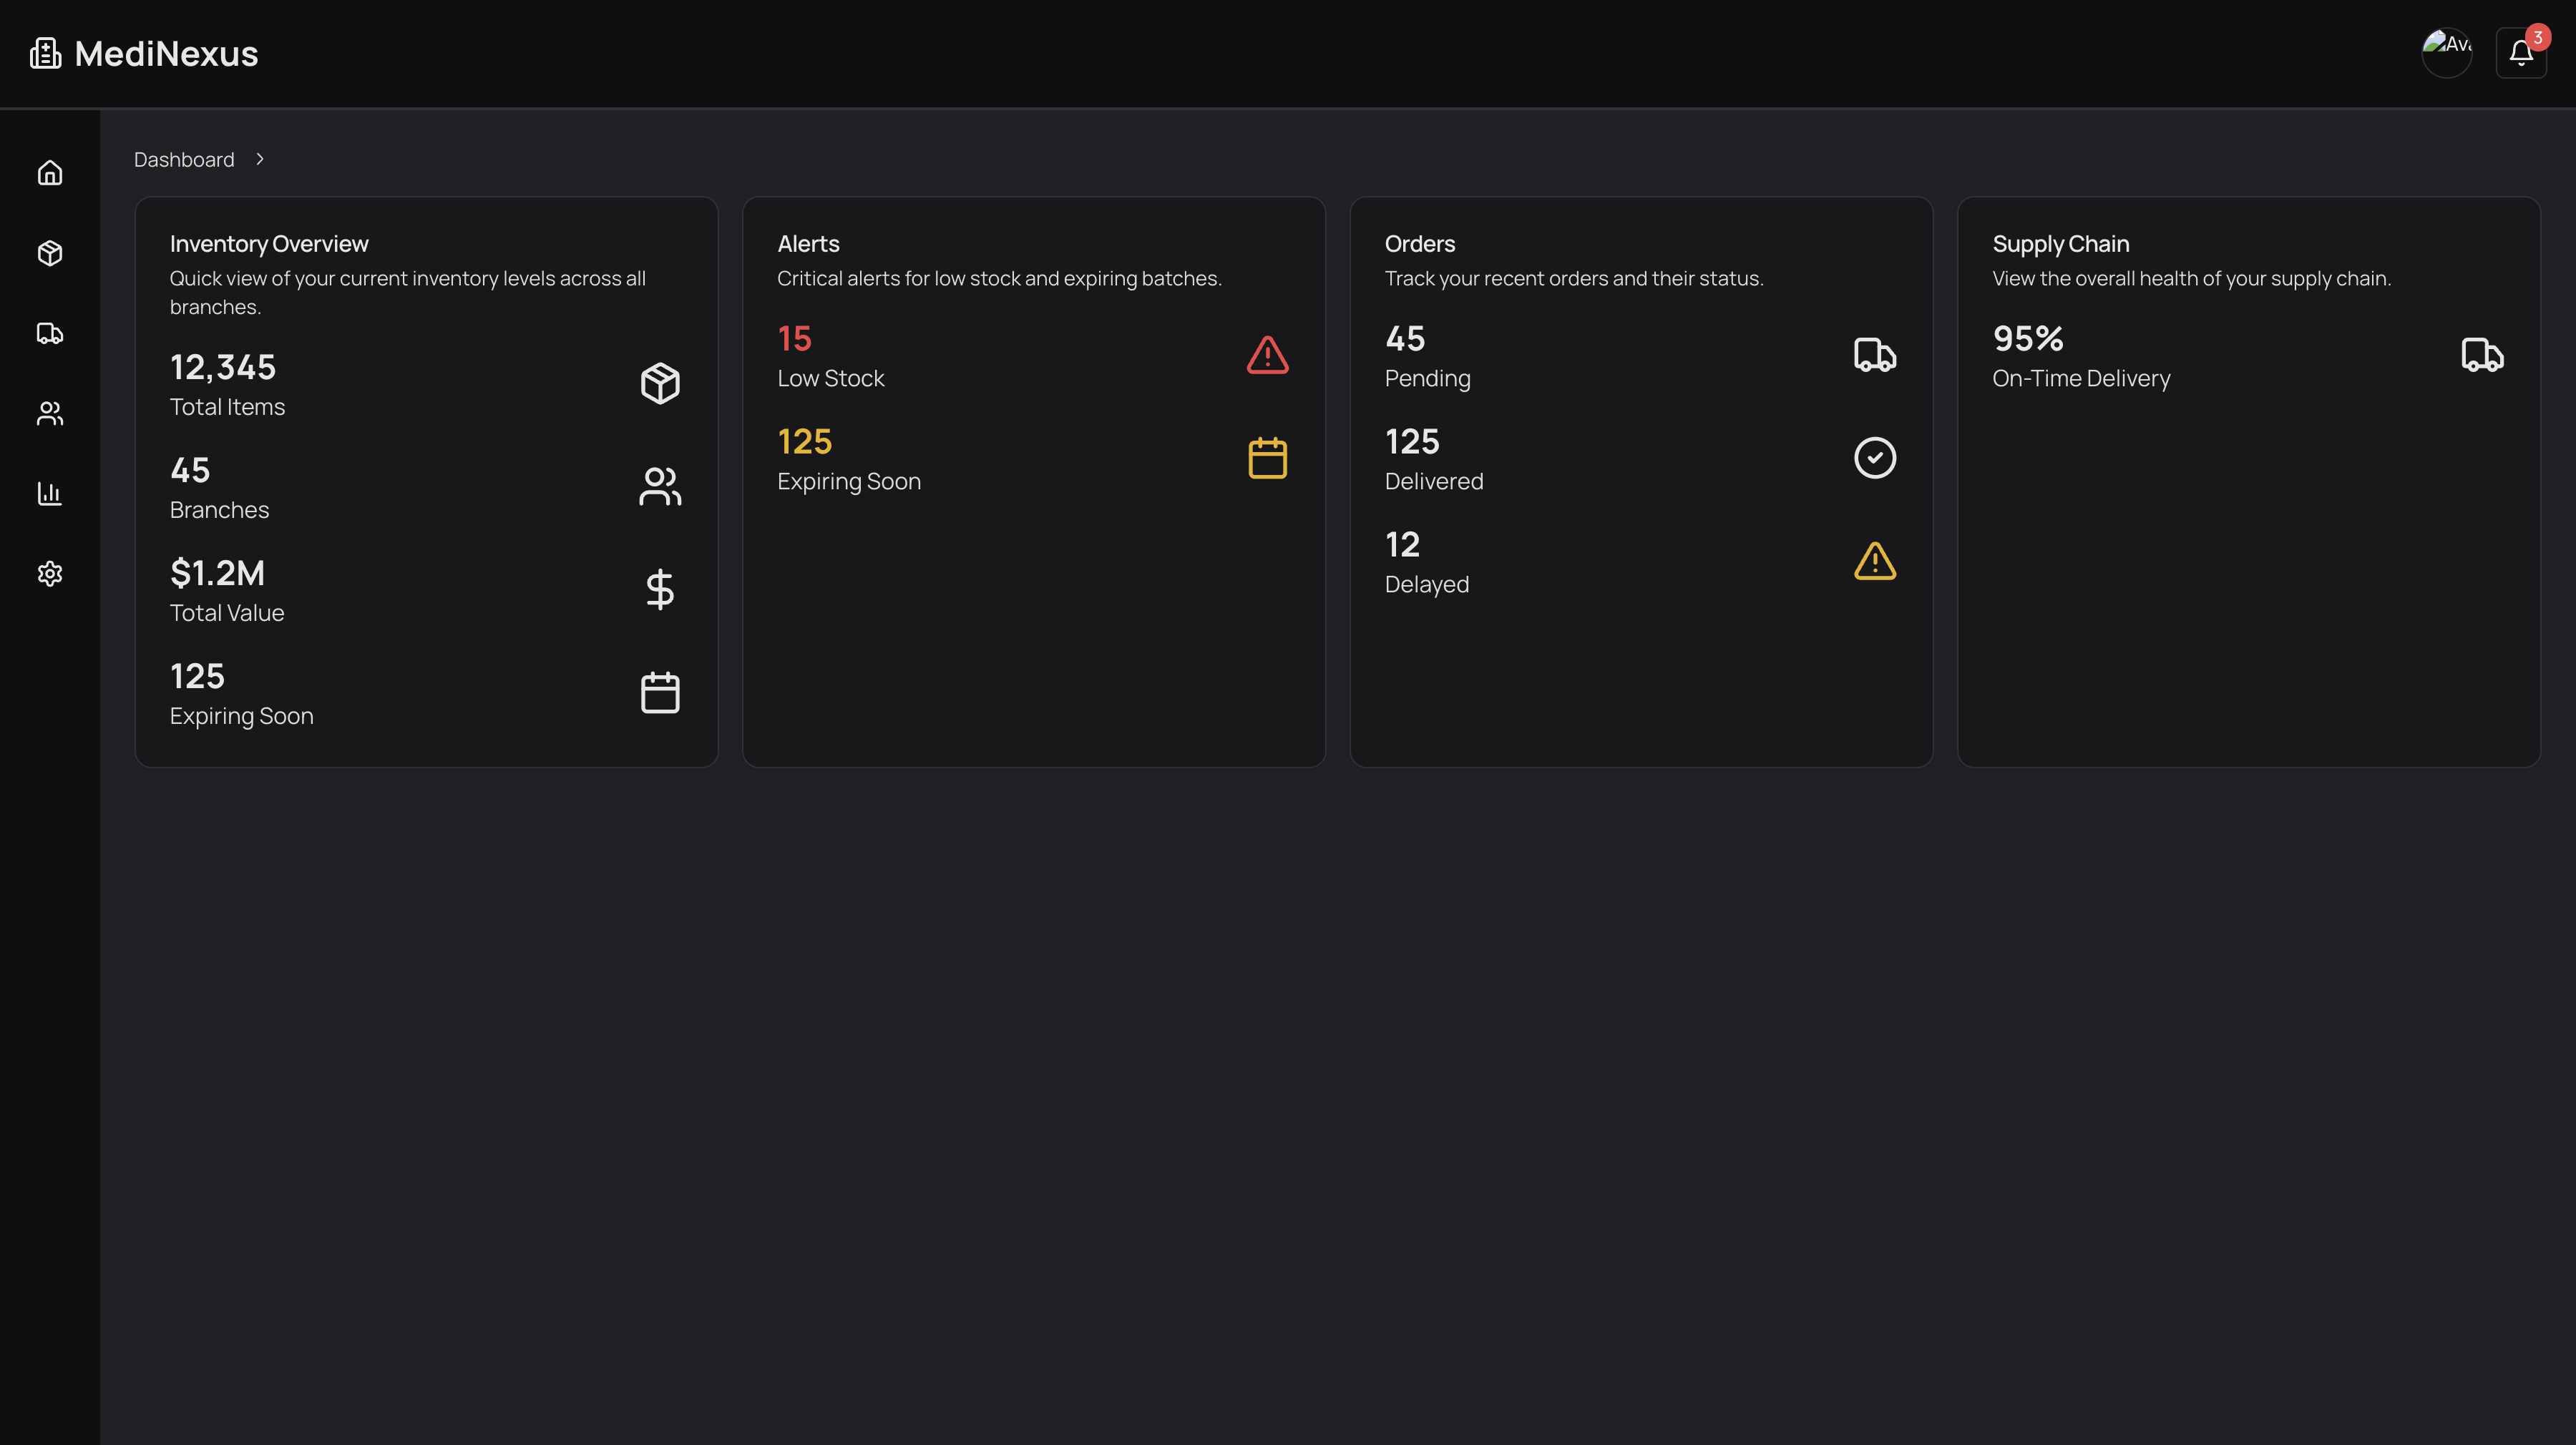 MediNexus
Ava
3
Dashboard
Inventory Overview
Quick view of your current inventory levels across all
branches.
12,345
Total Items
45
Branches
$1.2M
Total Value
125
Expiring Soon
Alerts
Critical alerts for low stock and expiring batches.
15
Low Stock
125
Expiring Soon
Orders
Track your recent orders and their status.
45
Pending
125
Delivered
12
Delayed
Supply Chain
View the overall health of your supply chain.
95%
On-Time Delivery